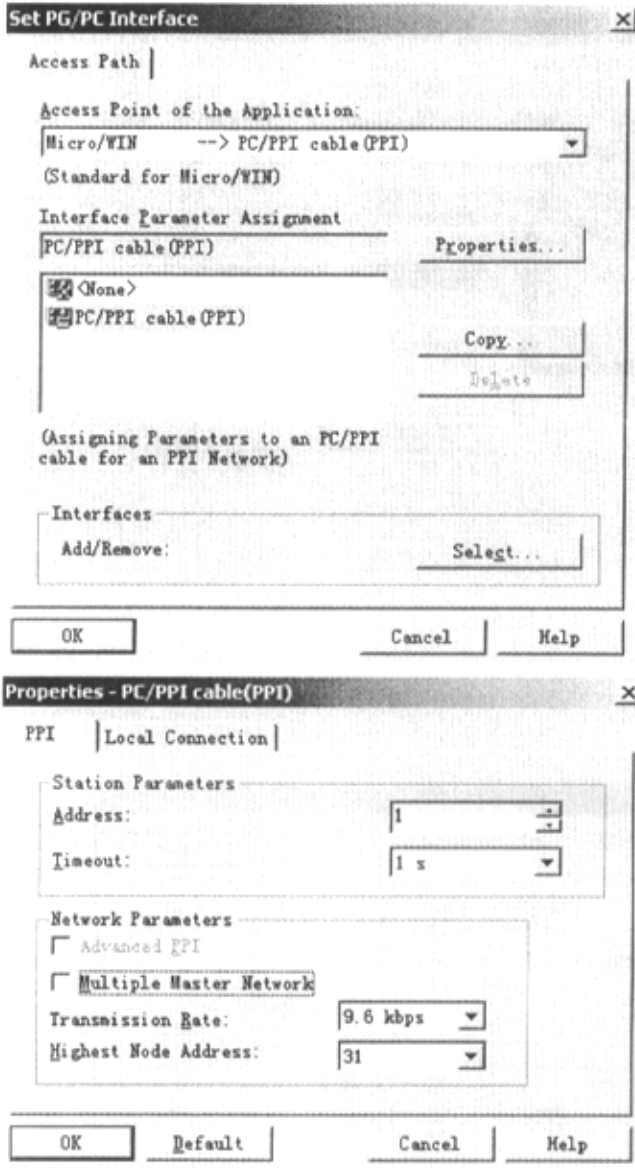 Set PG/PC Interface
Access Path
Access Point of the Application:
Micro/WIN --> PC/PPI cable(PPI)
(Standard for Micro/WIN)
Interface Parameter Assignment
PC/PPI cable(PPI)
Properties...
<None>
PC/PPI cable(PPI)
Copy...
Delete
(Assigning Parameters to an PC/PPI
cable for an PPI Network)
Interfaces
Add/Remove:
Select...
OK
Cancel
Help
Properties - PC/PPI cable(PPI)
PPI
Local Connection
Station Parameters
Address:
1
Timeout:
1 s
Network Parameters
Advanced PPI
Multiple Master Network
Transmission Rate:
9.6 kbps
Highest Node Address:
31
OK
Default
Cancel
Help